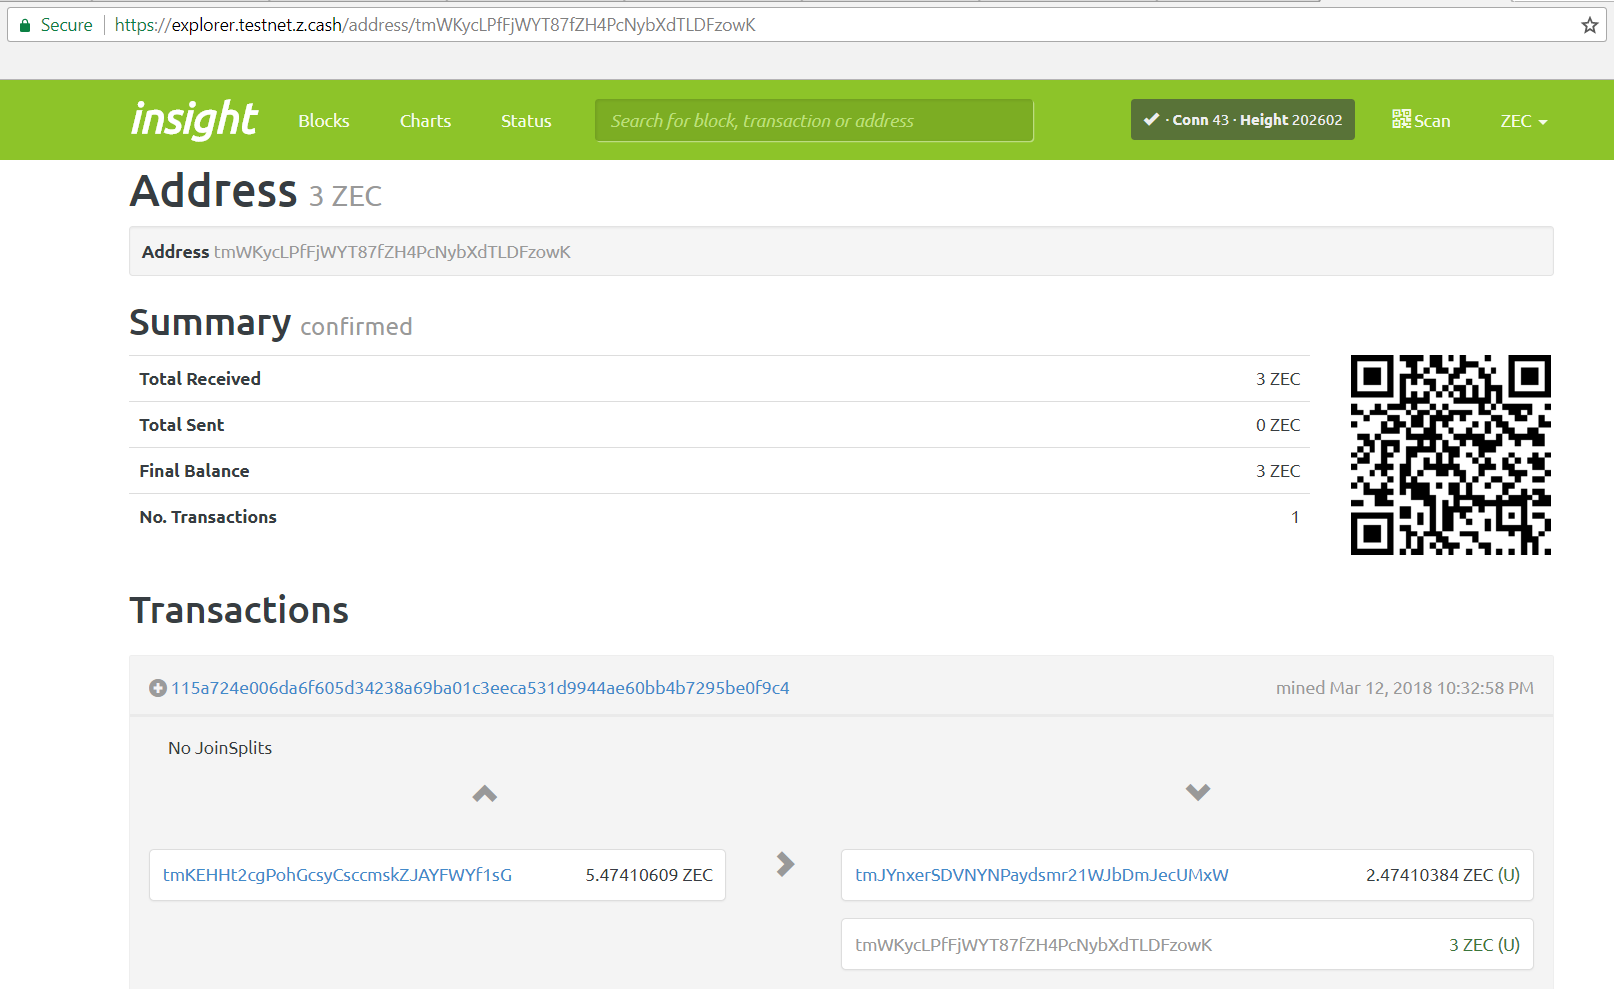 Secure https://explorer.testnet.z.cash/address/tmWKycLPfFjWYT87fZH4PcNybXdTLDFzowK
insight Blocks Charts Status Search for block, transaction or address · Conn 43 · Height 202602 Scan ZEC
Address 3 ZEC
Address tmWKycLPfFjWYT87fZH4PcNybXdTLDFzowK
Summary confirmed
Total Received 3 ZEC
Total Sent 0 ZEC
Final Balance 3 ZEC
No. Transactions 1
Transactions
115a724e006da6f605d34238a69ba01c3eeca531d9944ae60bb4b7295be0f9c4 mined Mar 12, 2018 10:32:58 PM
No JoinSplits
tmKEHHt2cgPohGcsyCsccmskZJAYFWYf1sG 5.47410609 ZEC tmJYnxerSDVNYNPaydsmr21WJbDmJecUMxW 2.47410384 ZEC (U)
tmWKycLPfFjWYT87fZH4PcNybXdTLDFzowK 3 ZEC (U)